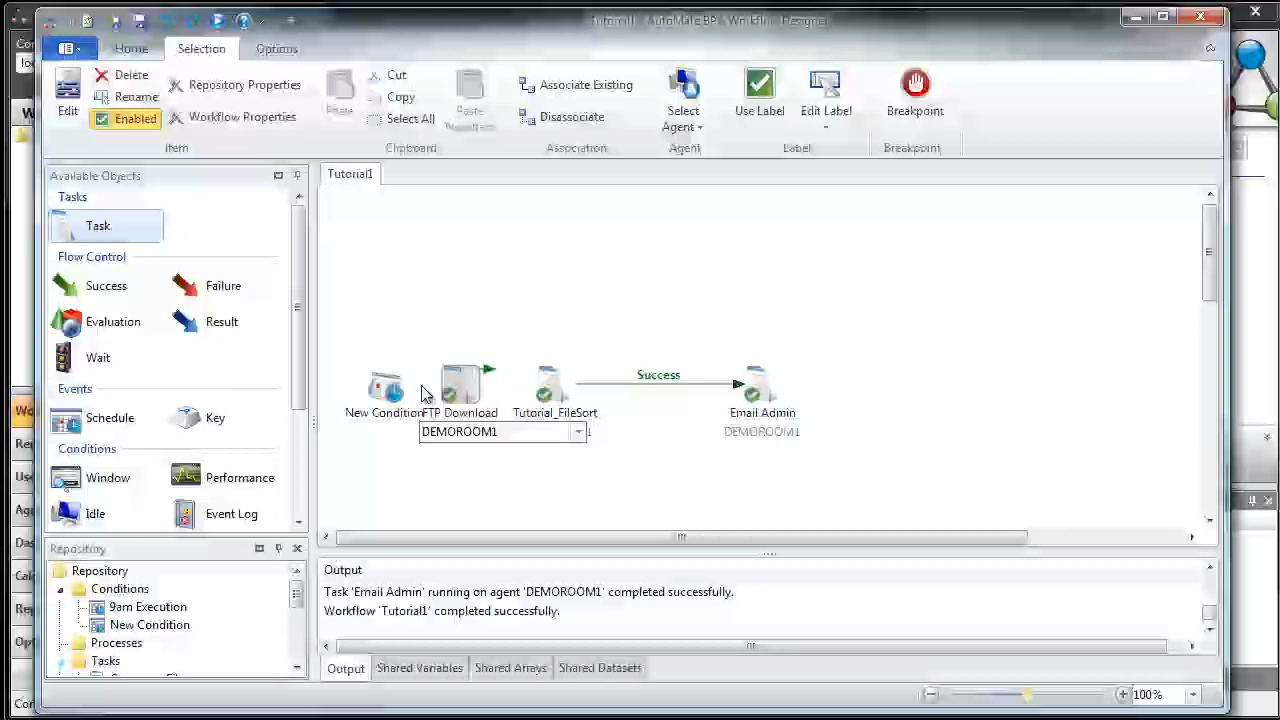 Tutorial1 - AutoMate BPA Workflow Designer
Home
Selection
Options
Edit
Delete
Rename
Enabled
Repository Properties
Workflow Properties
Item
Paste
Cut
Copy
Select All
Clipboard
Associate Existing
Disassociate
Association
Select
Agent
Agent
Use Label
Edit Label
Label
Breakpoint
Breakpoint
Available Objects
Tasks
Task
Flow Control
Success
Failure
Evaluation
Result
Wait
Events
Schedule
Key
Conditions
Window
Performance
Idle
Event Log
Repository
Repository
Conditions
9am Execution
New Condition
Processes
Tasks
Tutorial1
Success
New Condition
FTP Download
Tutorial_FileSort
Email Admin
DEMOROOM1
DEMOROOM1
Output
Task 'Email Admin' running on agent 'DEMOROOM1' completed successfully.
Workflow 'Tutorial1' completed successfully.
Output
Shared Variables
Shared Arrays
Shared Datasets
100%